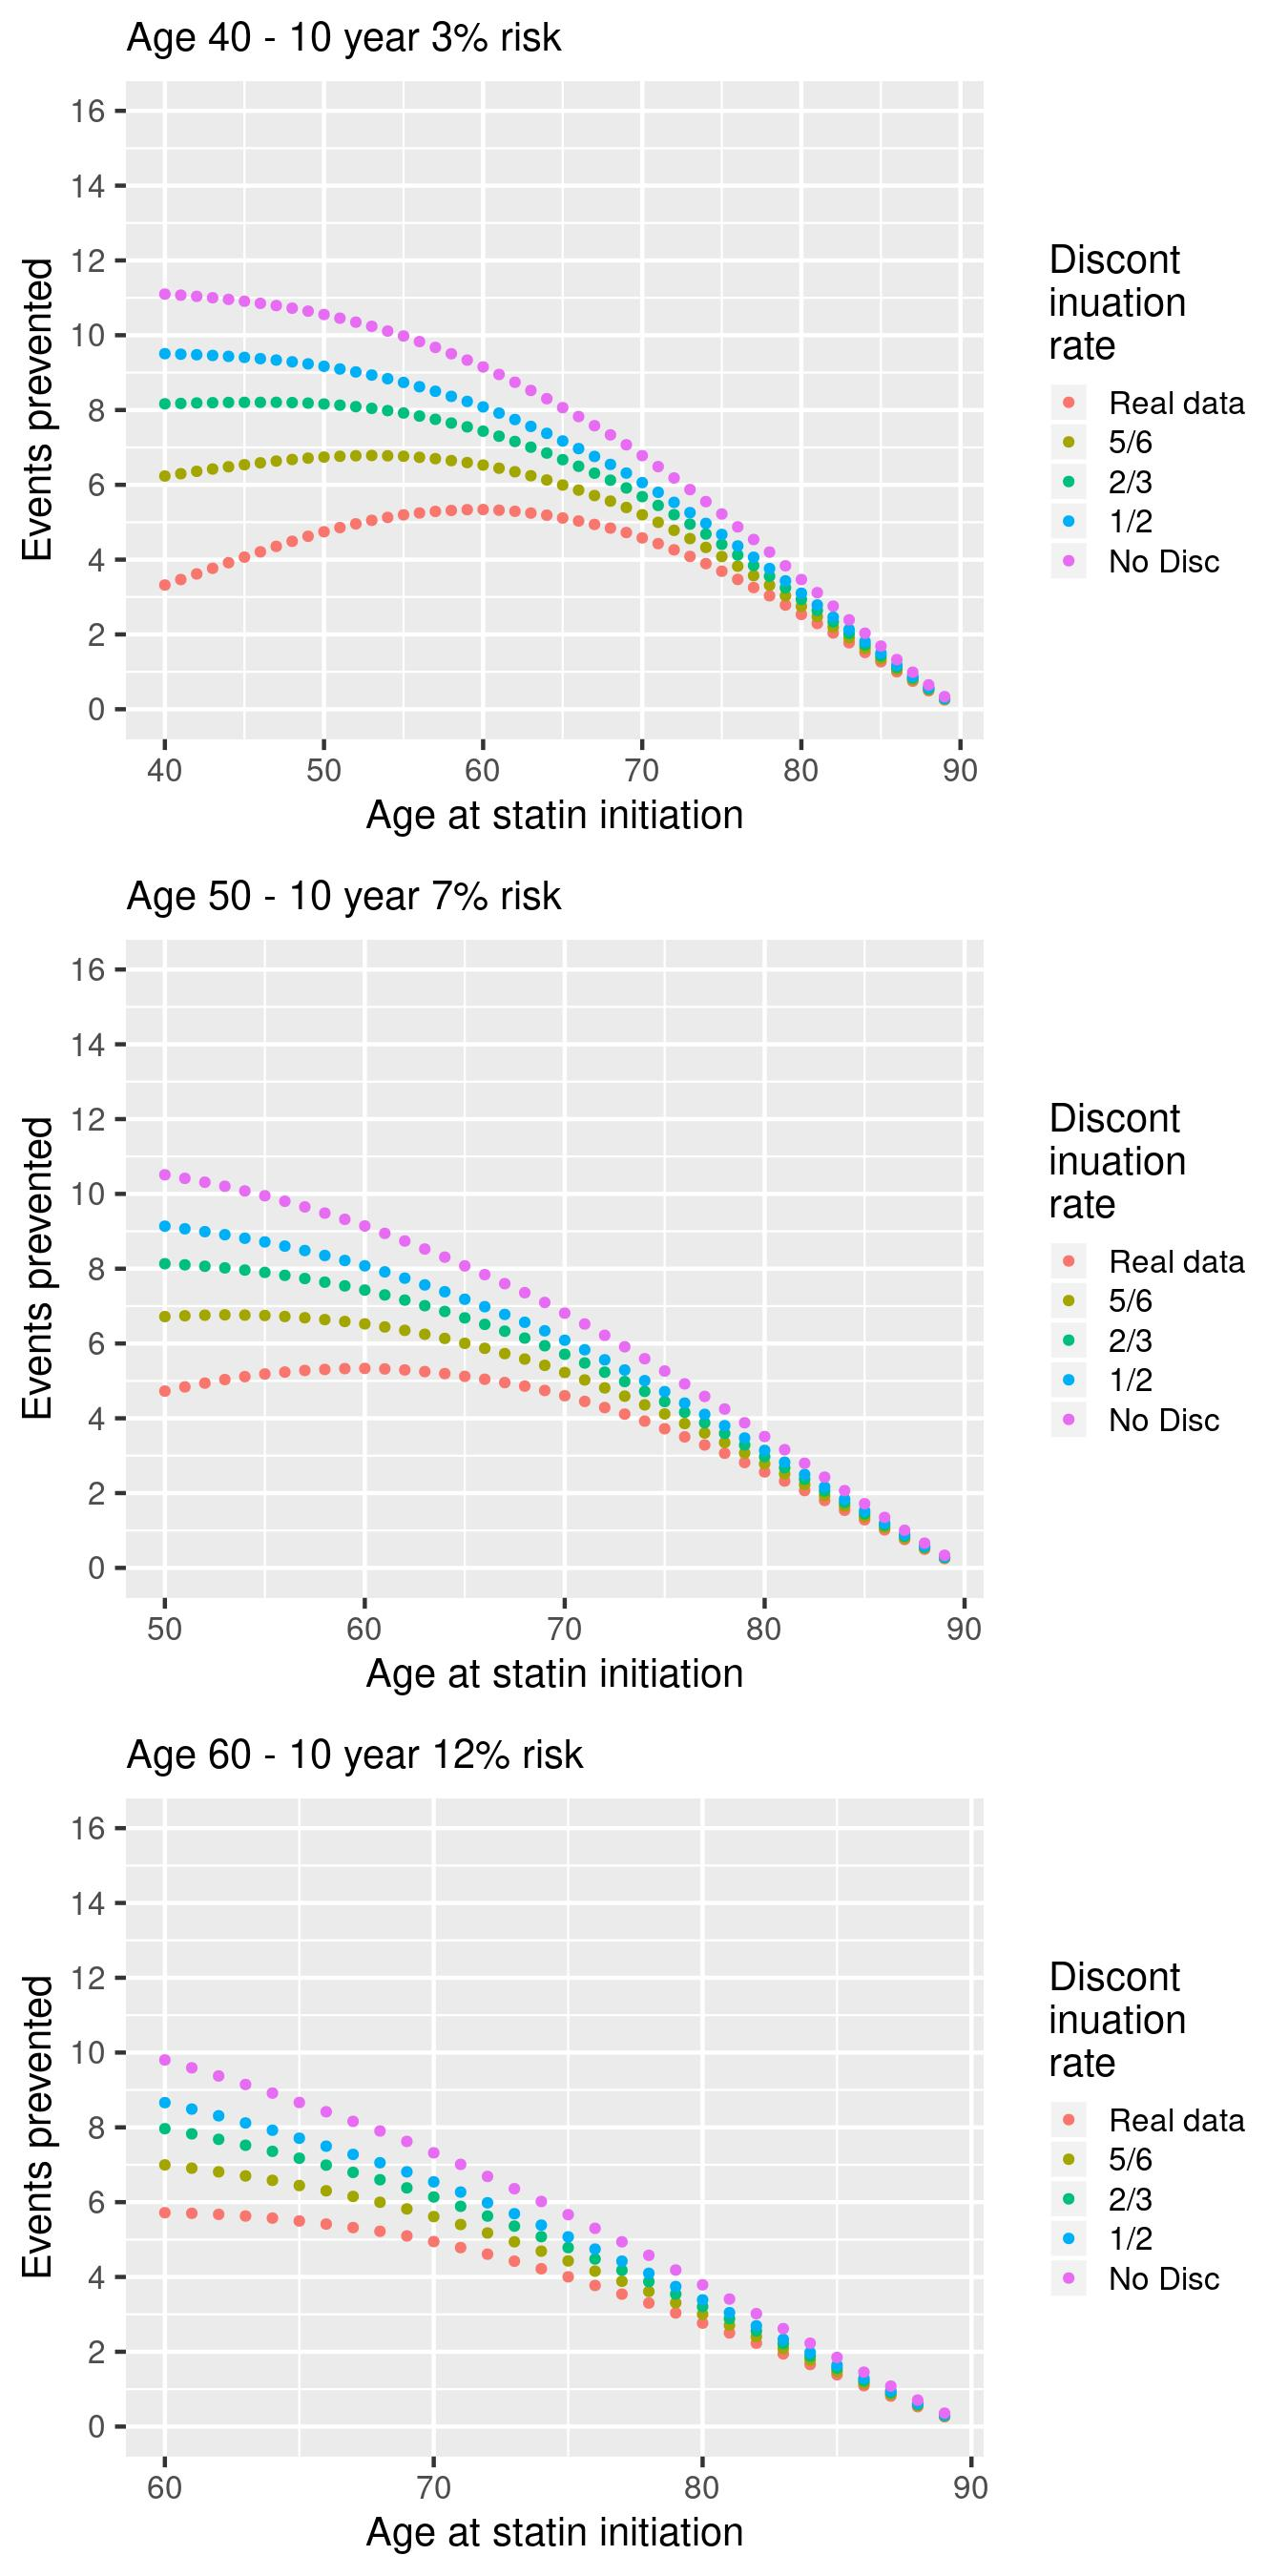 Age 40 - 10 year 3% risk
16
14
12
10
8
6
4
2
0
Events prevented
40 50 60 70 80 90
Age at statin initiation
Discont
inuation
rate
Real data
5/6
2/3
1/2
No Disc
Age 50 - 10 year 7% risk
16
14
12
10
8
6
4
2
0
Events prevented
50 60 70 80 90
Age at statin initiation
Discont
inuation
rate
Real data
5/6
2/3
1/2
No Disc
Age 60 - 10 year 12% risk
16
14
12
10
8
6
4
2
0
Events prevented
60 70 80 90
Age at statin initiation
Discont
inuation
rate
Real data
5/6
2/3
1/2
No Disc